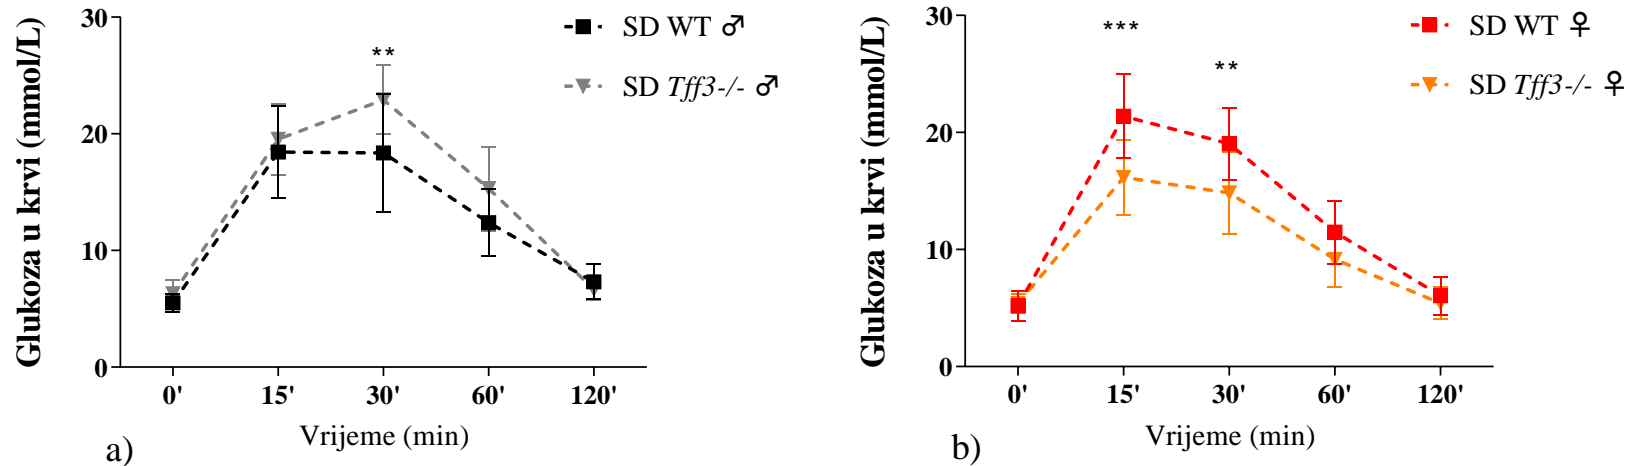 Glukoza u krvi (mmol/L)
30
20
10
0
**
SD WT ♂
SD Tff3-/- ♂
0' 15' 30' 60' 120'
Vrijeme (min)
a)
Glukoza u krvi (mmol/L)
30
20
10
0
***
**
SD WT ♀
SD Tff3-/- ♀
0' 15' 30' 60' 120'
Vrijeme (min)
b)